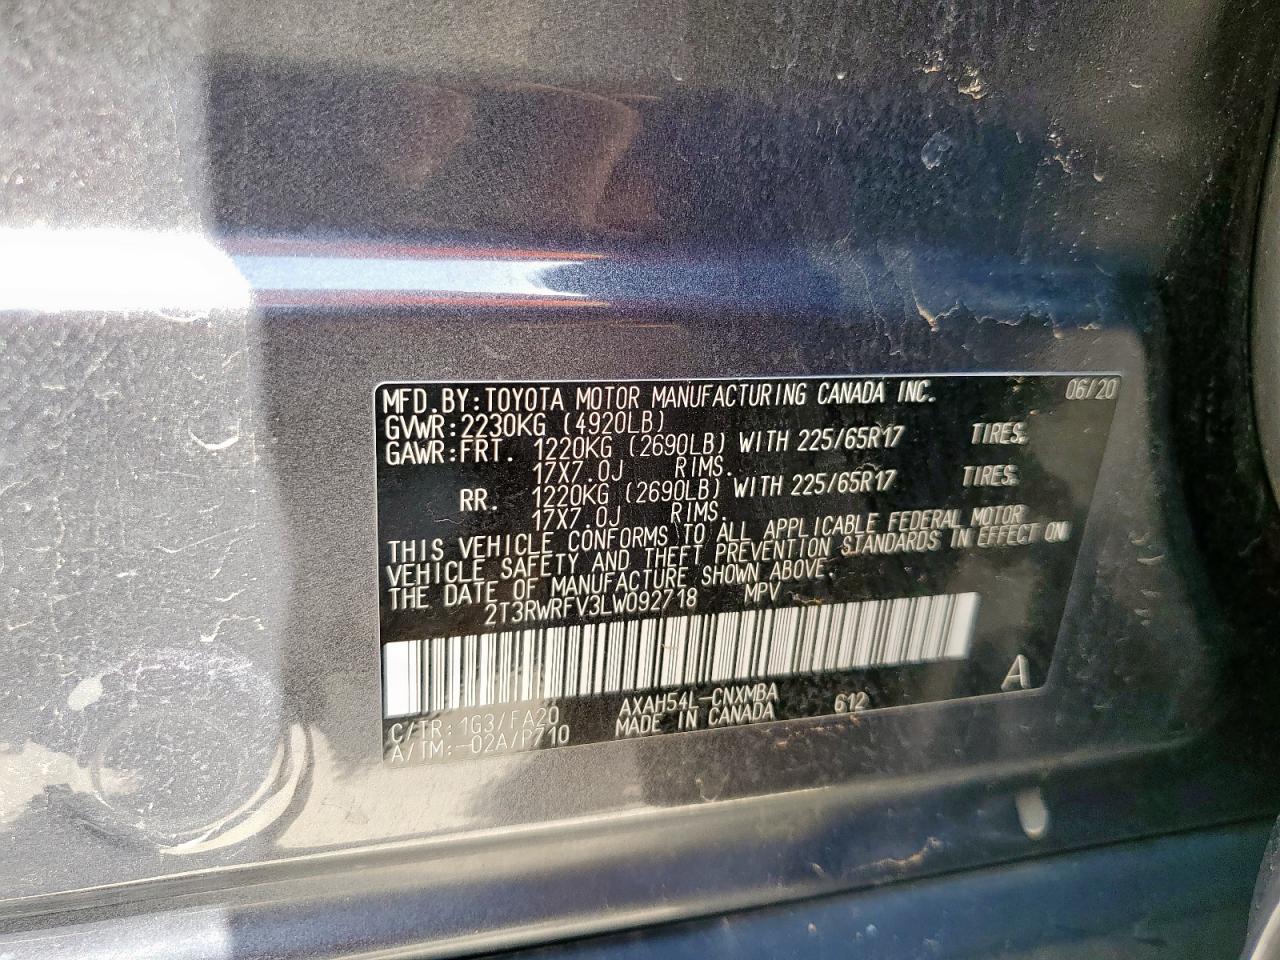 MFD.BY:TOYOTA MOTOR MANUFACTURING CANADA INC. 06/20
GVWR:2230KG (4920LB)
GAWR:FRT. 1220KG (2690LB) WITH 225/65R17 TIRES.
17X7.0J RIMS.
RR. 1220KG (2690LB) WITH 225/65R17 TIRES.
17X7.0J RIMS.
THIS VEHICLE CONFORMS TO ALL APPLICABLE FEDERAL MOTOR
VEHICLE SAFETY AND THEFT PREVENTION STANDARDS IN EFFECT ON
THE DATE OF MANUFACTURE SHOWN ABOVE.
2T3RWRFV3LW092718 MPV
A
C/TR: 1G3/FA20 AXAH54L-CNXMBA 612
A/TM:-02A/P710 MADE IN CANADA